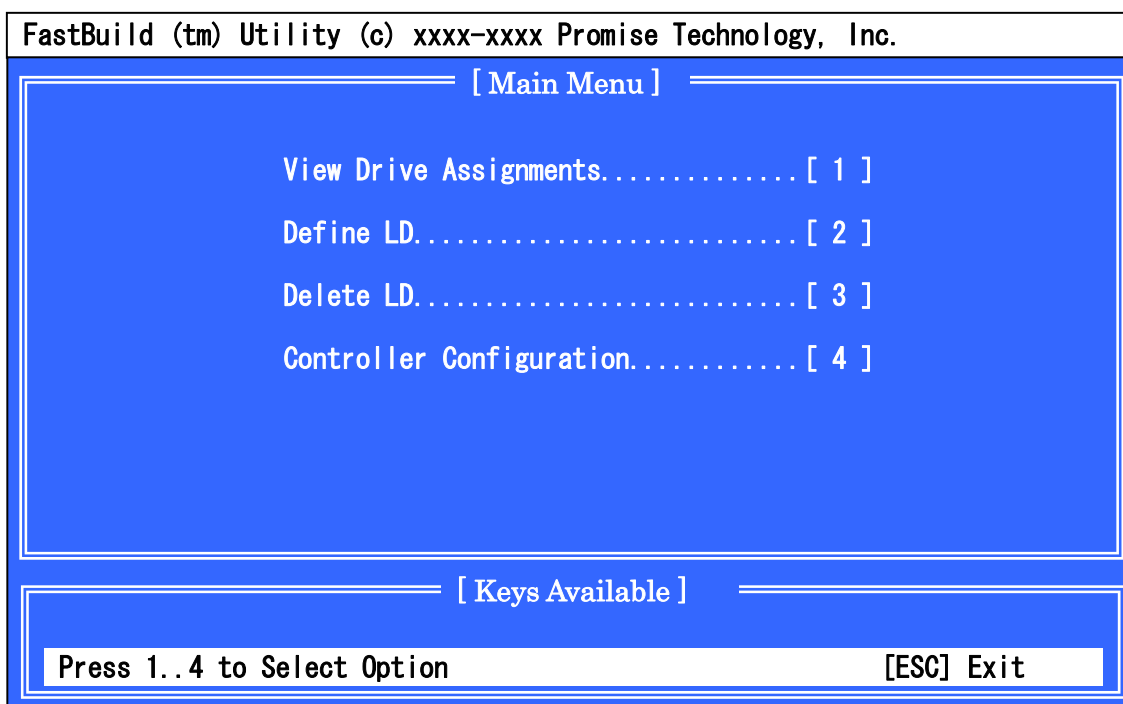 FastBuild (tm) Utility (c) xxxx-xxxx Promise Technology, Inc.
[ Main Menu ]
View Drive Assignments..............[ 1 ]
Define LD...........................[ 2 ]
Delete LD...........................[ 3 ]
Controller Configuration............[ 4 ]
[ Keys Available ]
Press 1..4 to Select Option [ESC] Exit